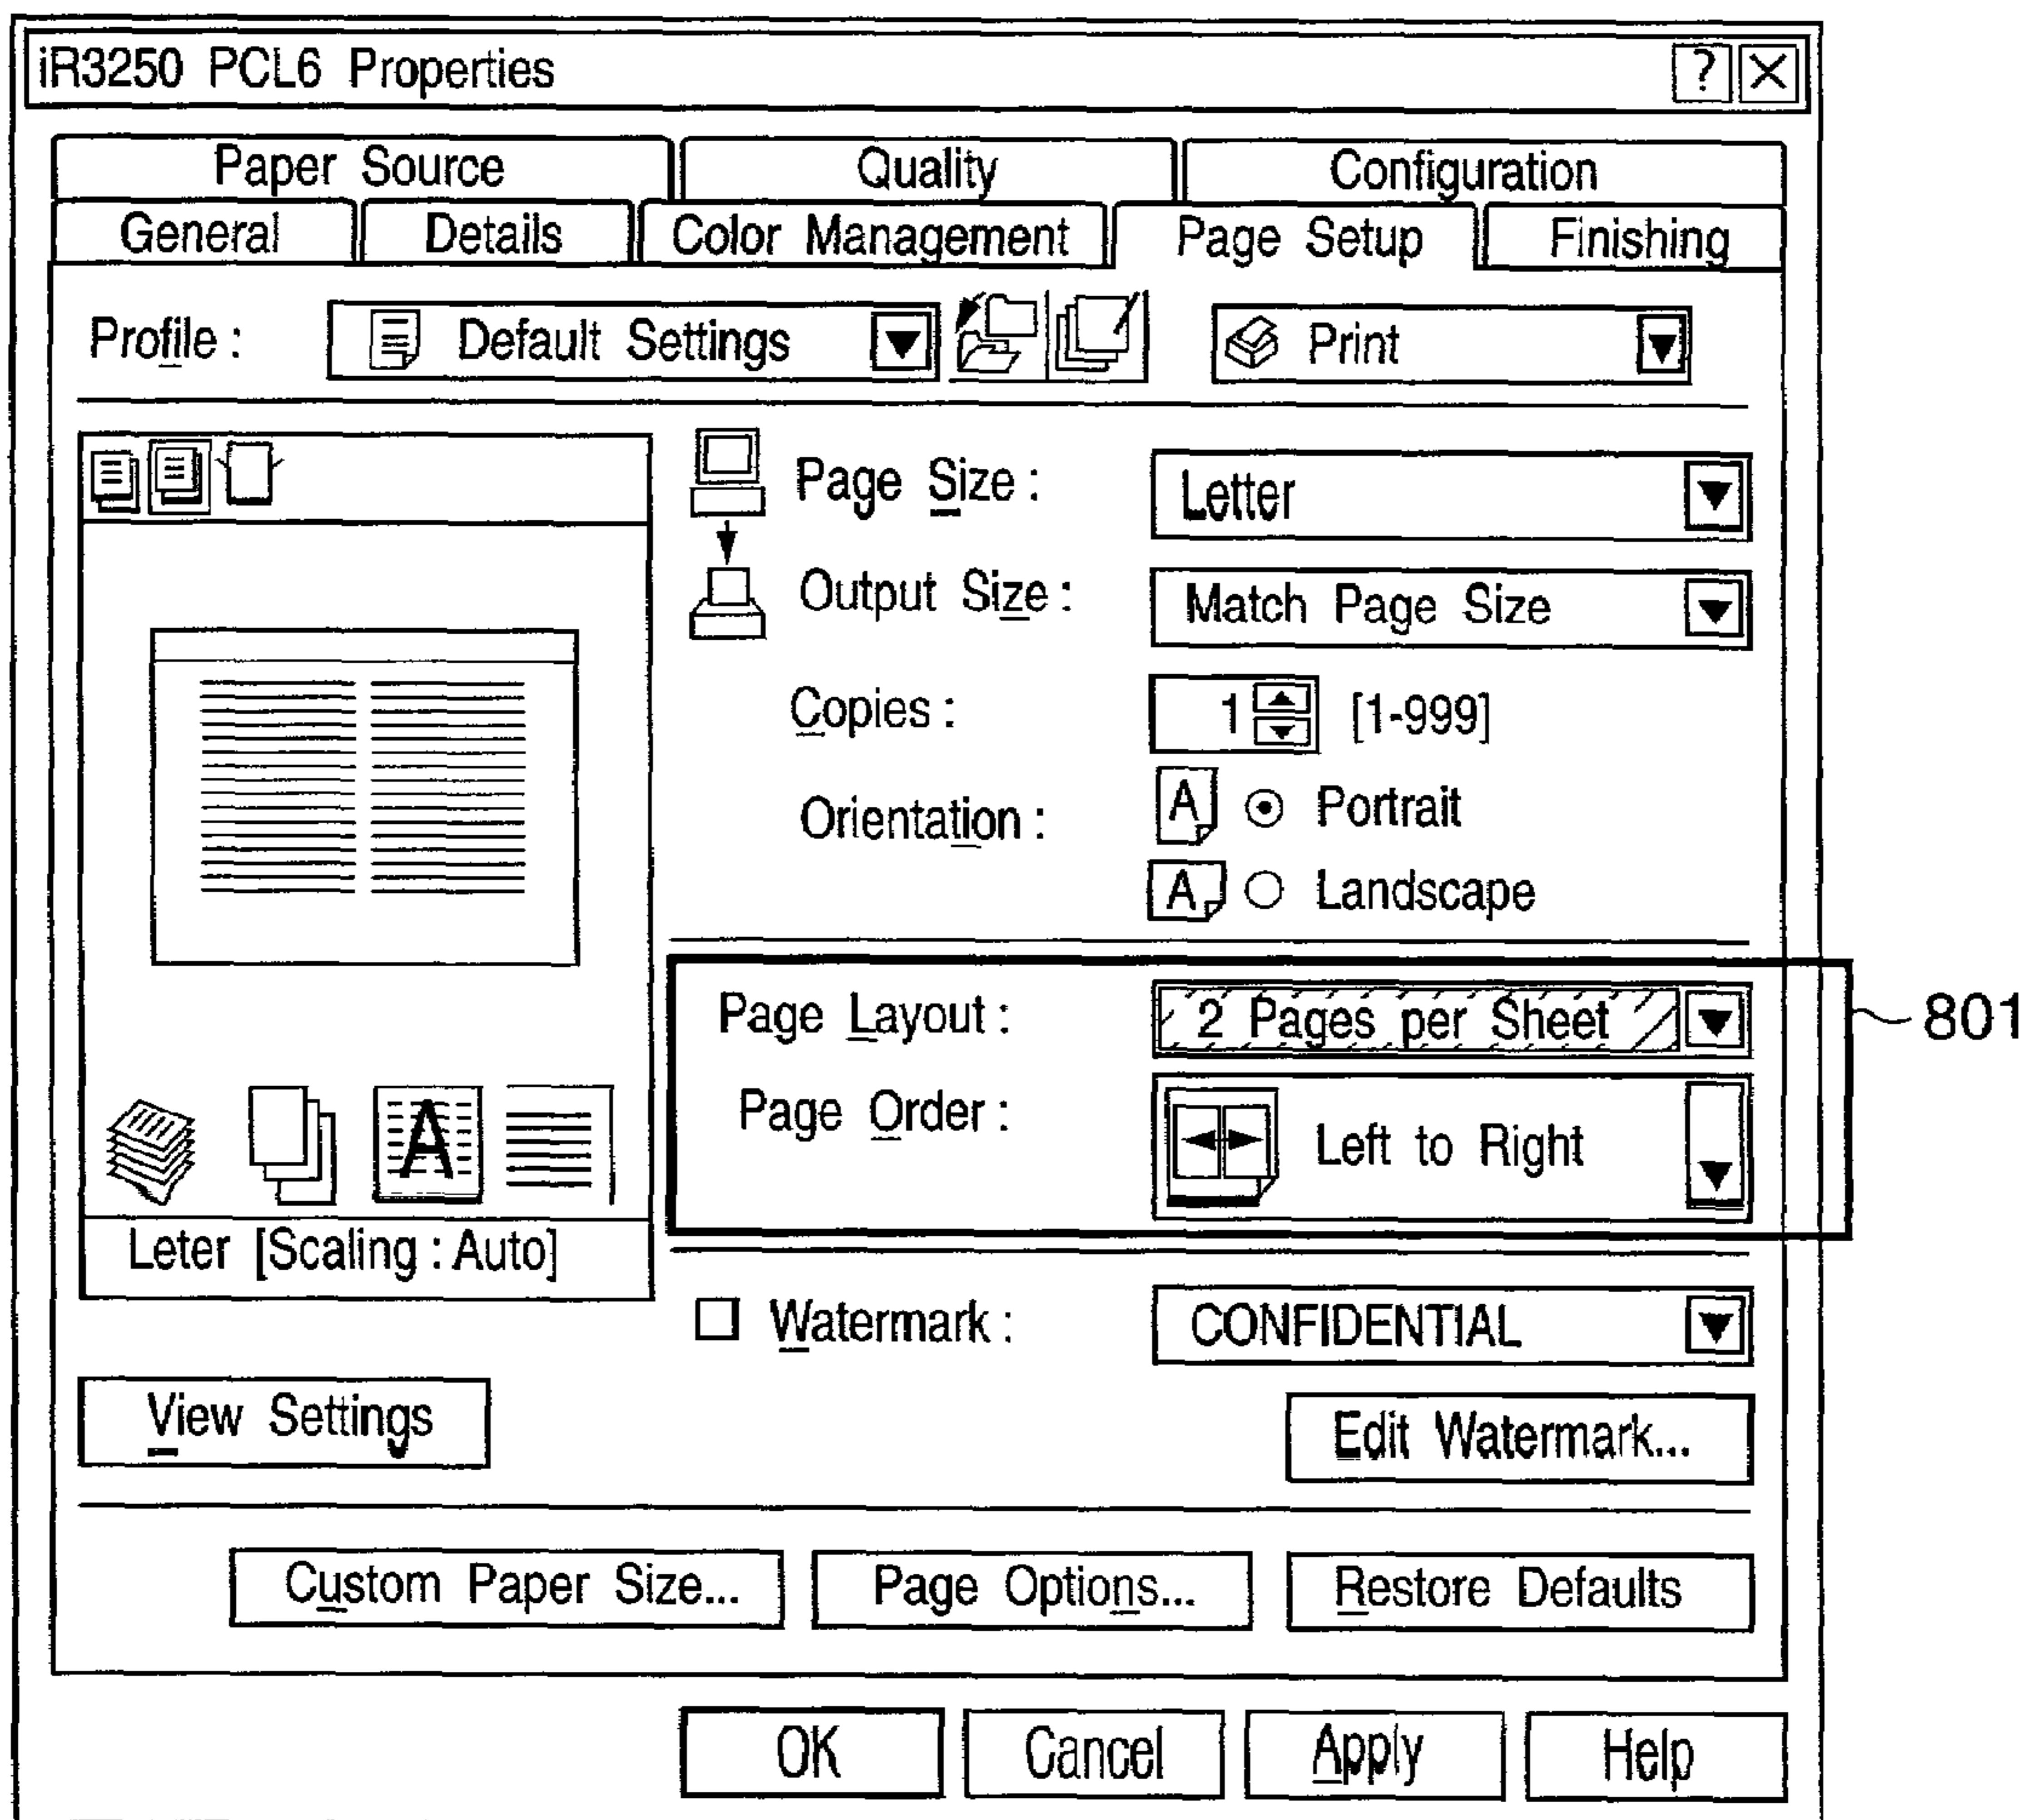 iR3250 PCL6 Properties ?
Paper Source Quality Configuration
General Details Color Management Page Setup Finishing
Profile : Default Settings Print
Page Size : Letter
Output Size : Match Page Size
Copies : 1 [1-999]
Orientation : A Portrait
A Landscape
Page Layout : 2 Pages per Sheet 801
Page Order : Left to Right
A
Leter [Scaling : Auto]
Watermark : CONFIDENTIAL
View Settings Edit Watermark...
Custom Paper Size... Page Options... Restore Defaults
OK Cancel Apply Help